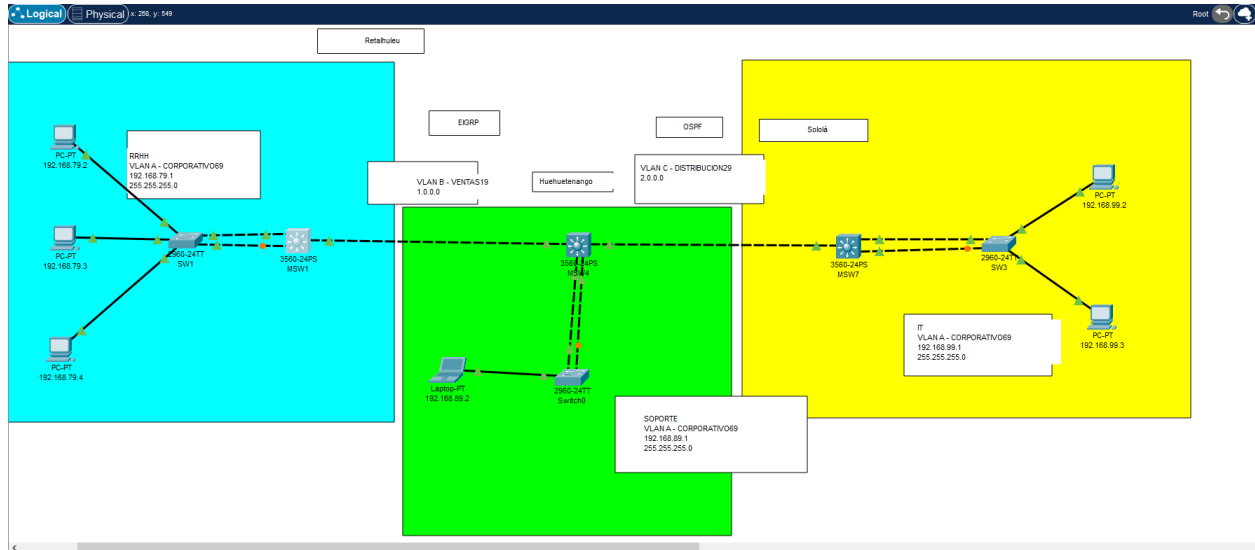 Logical
Physical
x: 268, y: 549
Root
Retalhuleu
EIGRP
OSPF
Sololá
PC-PT
192.168.79.2
RRHH
VLAN A - CORPORATIVO69
192.168.79.1
255.255.255.0
VLAN B - VENTAS19
1.0.0.0
Huehuetenango
VLAN C - DISTRIBUCION29
2.0.0.0
PC-PT
192.168.99.2
PC-PT
192.168.79.3
2960-24TT
SW1
3560-24PS
MSW1
3560-24PS
MSW4
3560-24PS
MSW7
2960-24TT
SW3
IT
VLAN A - CORPORATIVO69
192.168.99.1
255.255.255.0
PC-PT
192.168.99.3
PC-PT
192.168.79.4
Laptop-PT
192.168.89.2
2960-24TT
Switch0
SOPORTE
VLAN A - CORPORATIVO69
192.168.89.1
255.255.255.0